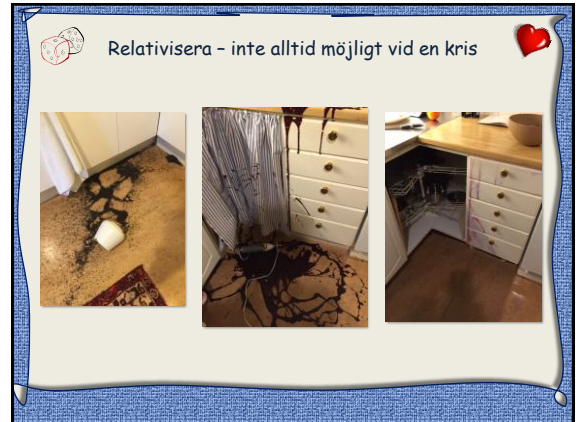 Relativisera – inte alltid möjligt vid en kris